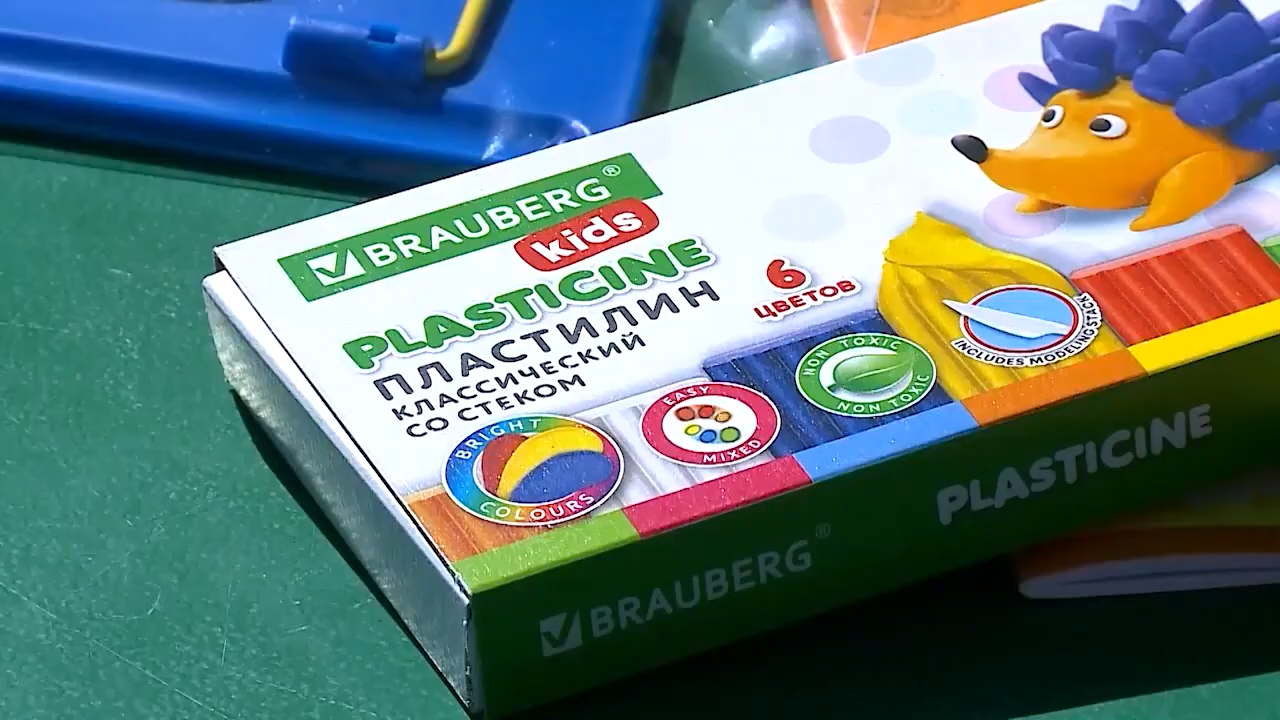 BRAUBERG®
kids
PLASTICINE
ПЛАСТИЛИН
КЛАССИЧЕСКИЙ
СО СТЕКОМ
6
ЦВЕТОВ
BRIGHT
COLOURS
EASY
MIXED
NON TOXIC
NON TOXIC
INCLUDES MODELING STACK
BRAUBERG®
PLASTICINE